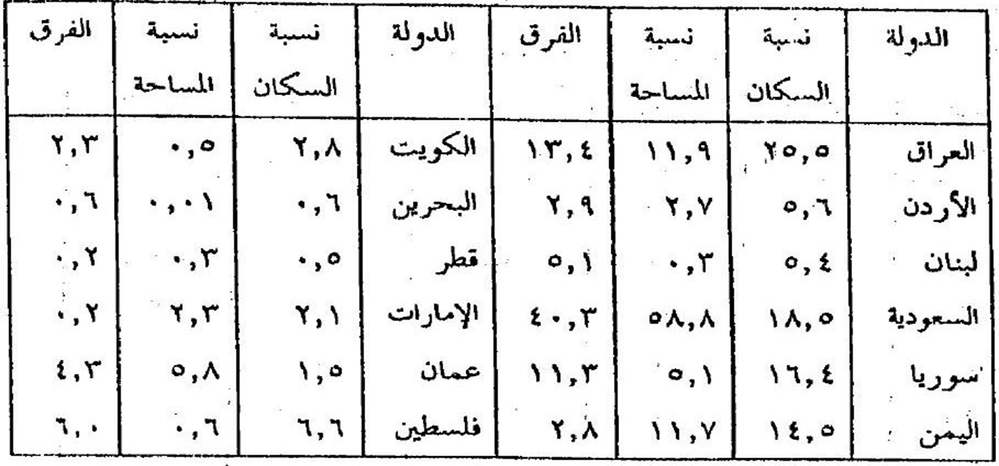 الدولة نسبة نسبة الفرق الدولة نسبة نسبة الفرق
السكان المساحة السكان المساحة
العراق ٢٥,٥ ١١,٩ ١٣,٤ الكويت ٢,٨ ٠,٥ ٢,٣
الأردن ٥,٦ ٢,٧ ٢,٩ البحرين ٠,٦ ٠,٠١ ٠,٦
لبنان ٥,٤ ٠,٣ ٥,١ قطر ٠,٥ ٠,٣ ٠,٢
السعودية ١٨,٥ ٥٨,٨ ٤٠,٣ الإمارات ٢,١ ٢,٣ ٠,٢
سوريا ١٦,٤ ٥,١ ١١,٣ عمان ١,٥ ٥,٨ ٤,٣
اليمن ١٤,٥ ١١,٧ ٢,٨ فلسطين ٦,٦ ٠,٦ ٦,٠